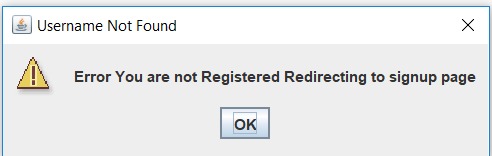 Username Not Found
Error You are not Registered Redirecting to signup page
OK